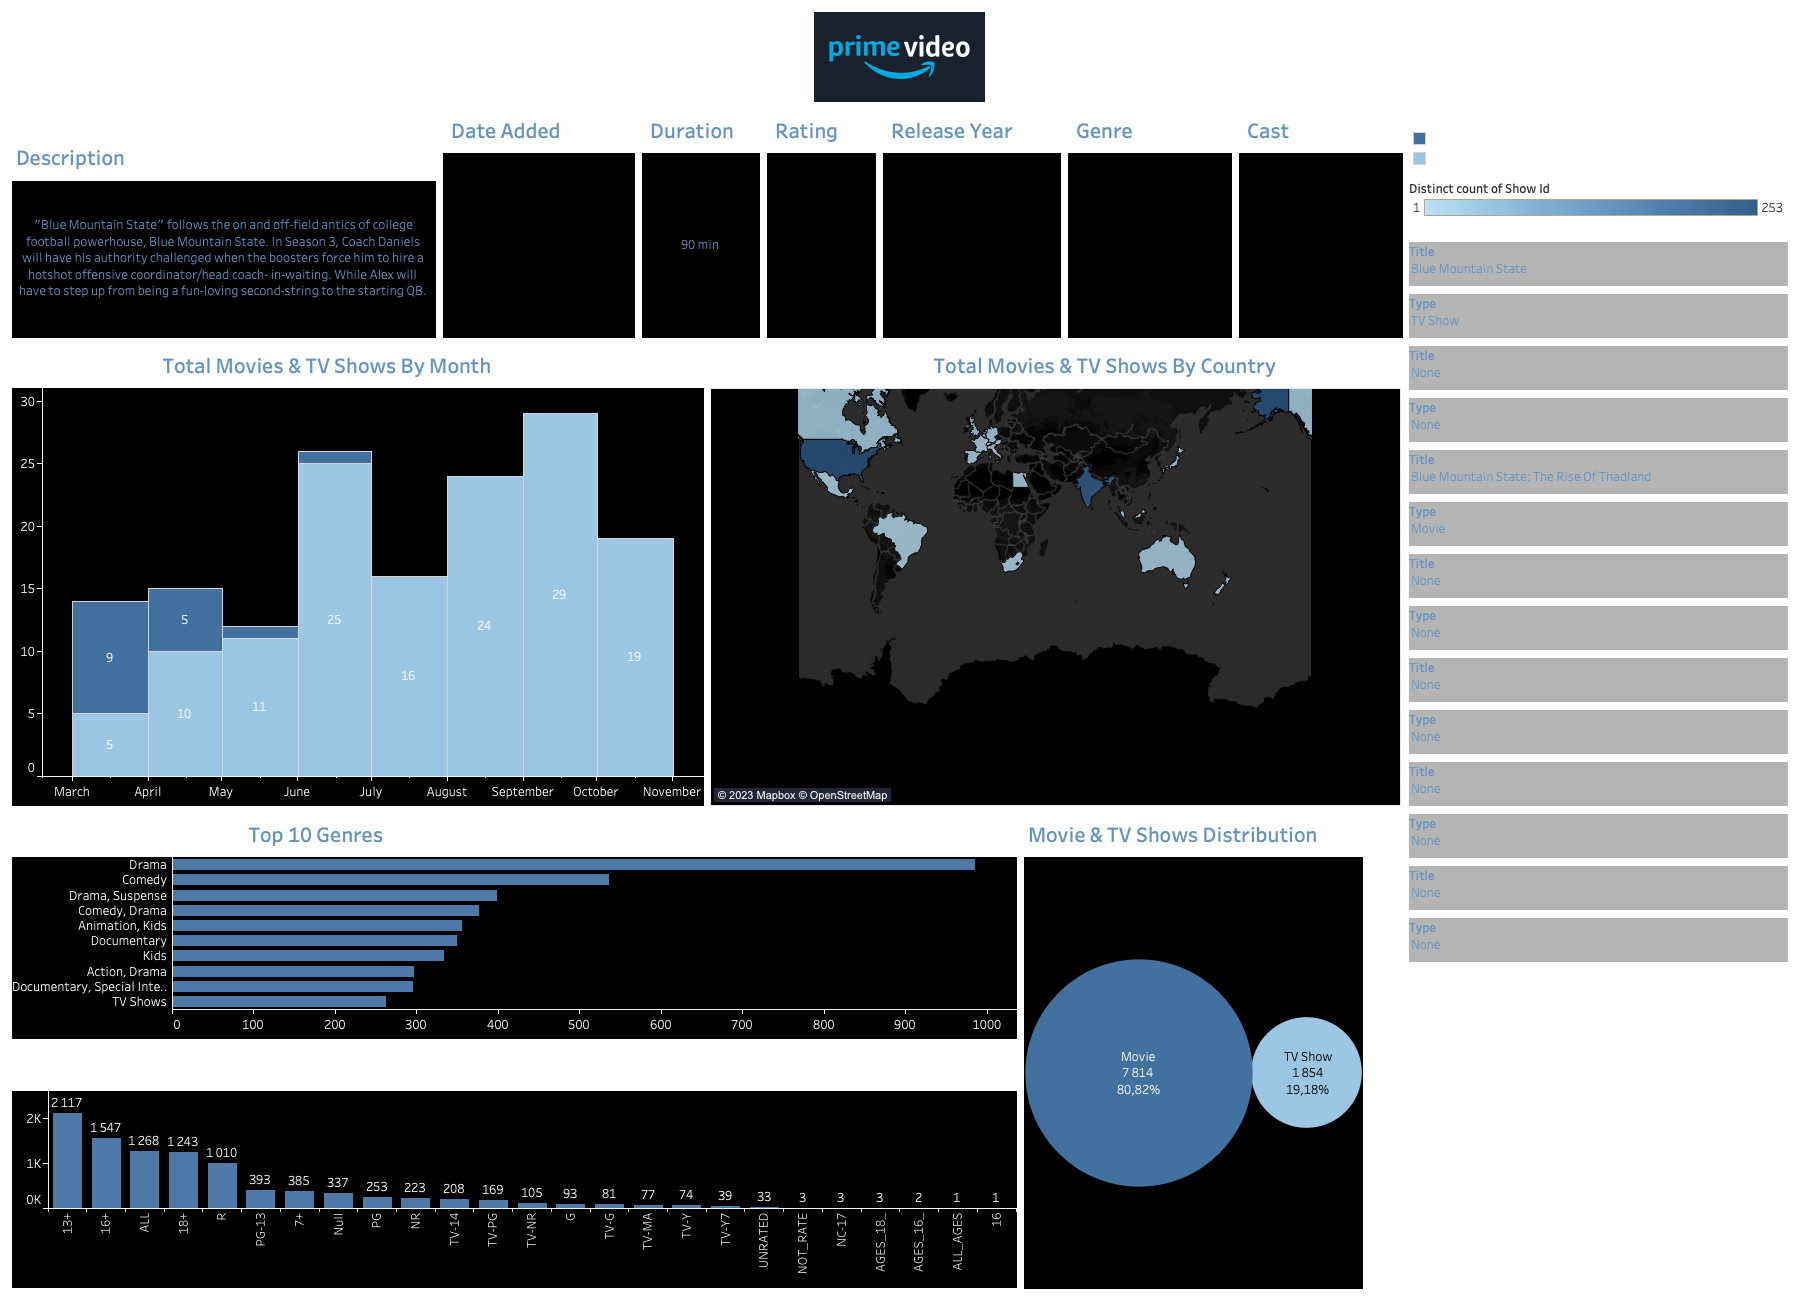 prime video
Description
Date Added
Duration
Rating
Release Year
Genre
Cast
"Blue Mountain State" follows the on and off-field antics of college
football powerhouse, Blue Mountain State. In Season 3, Coach Daniels
will have his authority challenged when the boosters force him to hire a
hotshot offensive coordinator/head coach- in-waiting. While Alex will
have to step up from being a fun-loving second-string to the starting QB.
90 min
Distinct count of Show Id
1 253
Title
Blue Mountain State
Type
TV Show
Title
None
Type
None
Title
Blue Mountain State: The Rise Of Thadland
Type
Movie
Title
None
Type
None
Title
None
Type
None
Title
None
Type
None
Title
None
Type
None
Total Movies & TV Shows By Month
30
25
20
15
10
5
0
9
5
5
10
11
25
16
24
29
19
March April May June July August September October November
Total Movies & TV Shows By Country
© 2023 Mapbox © OpenStreetMap
Top 10 Genres
Drama
Comedy
Drama, Suspense
Comedy, Drama
Animation, Kids
Documentary
Kids
Action, Drama
Documentary, Special Inte..
TV Shows
0 100 200 300 400 500 600 700 800 900 1000
Movie & TV Shows Distribution
Movie
7 814
80,82%
TV Show
1 854
19,18%
2K
1K
0K
2 117 1 547 1 268 1 243 1 010 393 385 337 253 223 208 169 105 93 81 77 74 39 33 3 3 3 2 1 1
13+ 16+ ALL 18+ R PG-13 7+ Null PG NR TV-14 TV-PG TV-NR G TV-G TV-MA TV-Y TV-Y7 UNRATED NOT_RATE NC-17 AGES_18_ AGES_16_ ALL_AGES 16